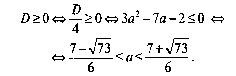 D ≥ 0 ⇔ D/4 ≥ 0 ⇔ 3a² − 7a − 2 ≤ 0 ⇔
⇔ (7 − √73)/6 < a < (7 + √73)/6 .